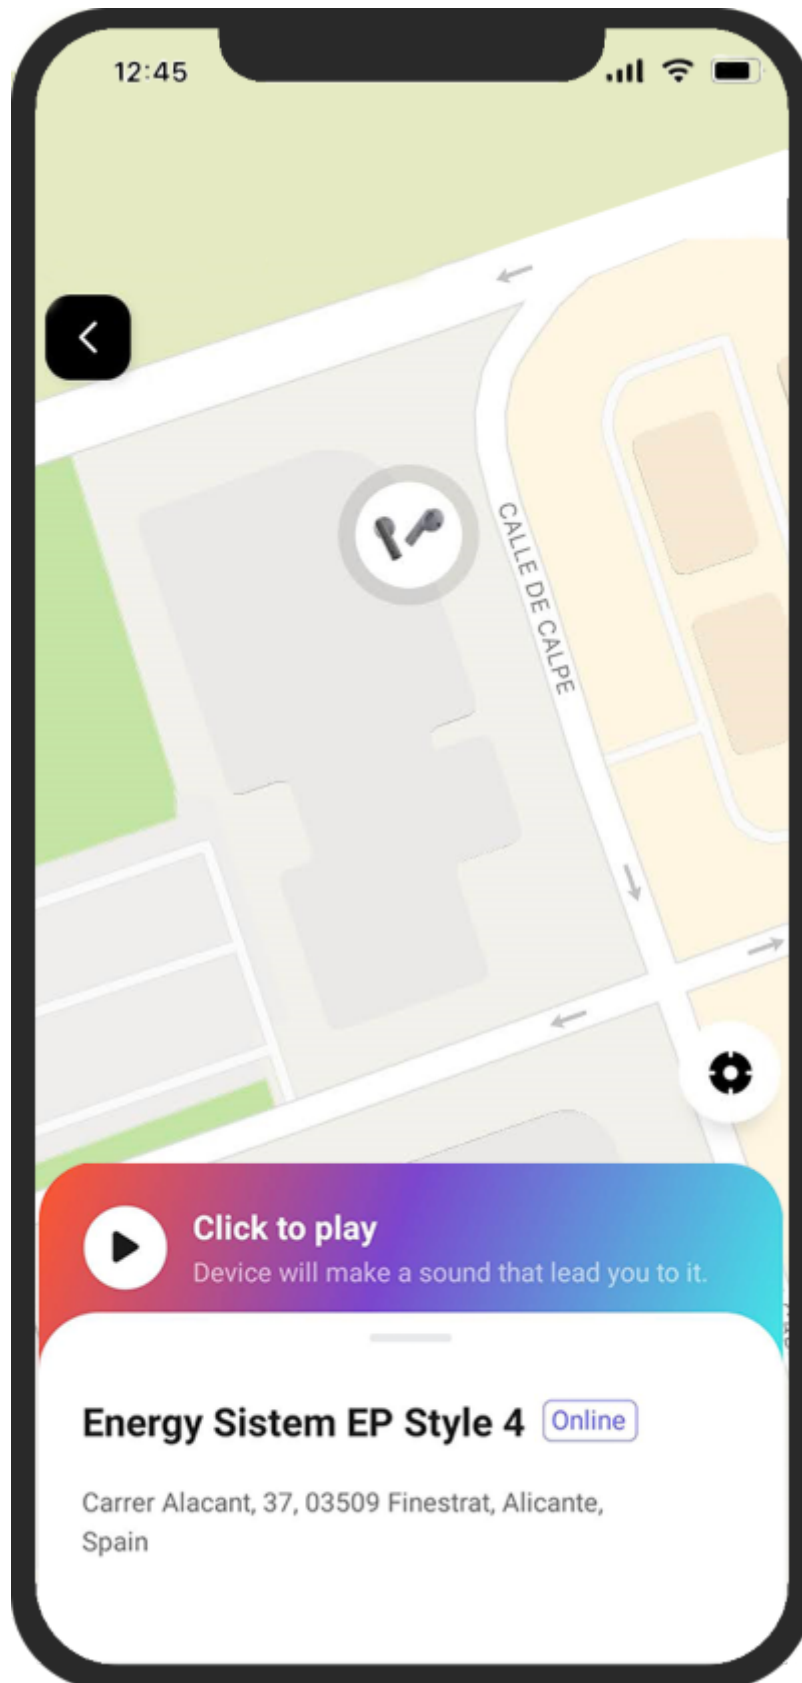 12:45
CALLE DE CALPE
Click to play
Device will make a sound that lead you to it.
Energy Sistem EP Style 4 Online
Carrer Alacant, 37, 03509 Finestrat, Alicante,
Spain